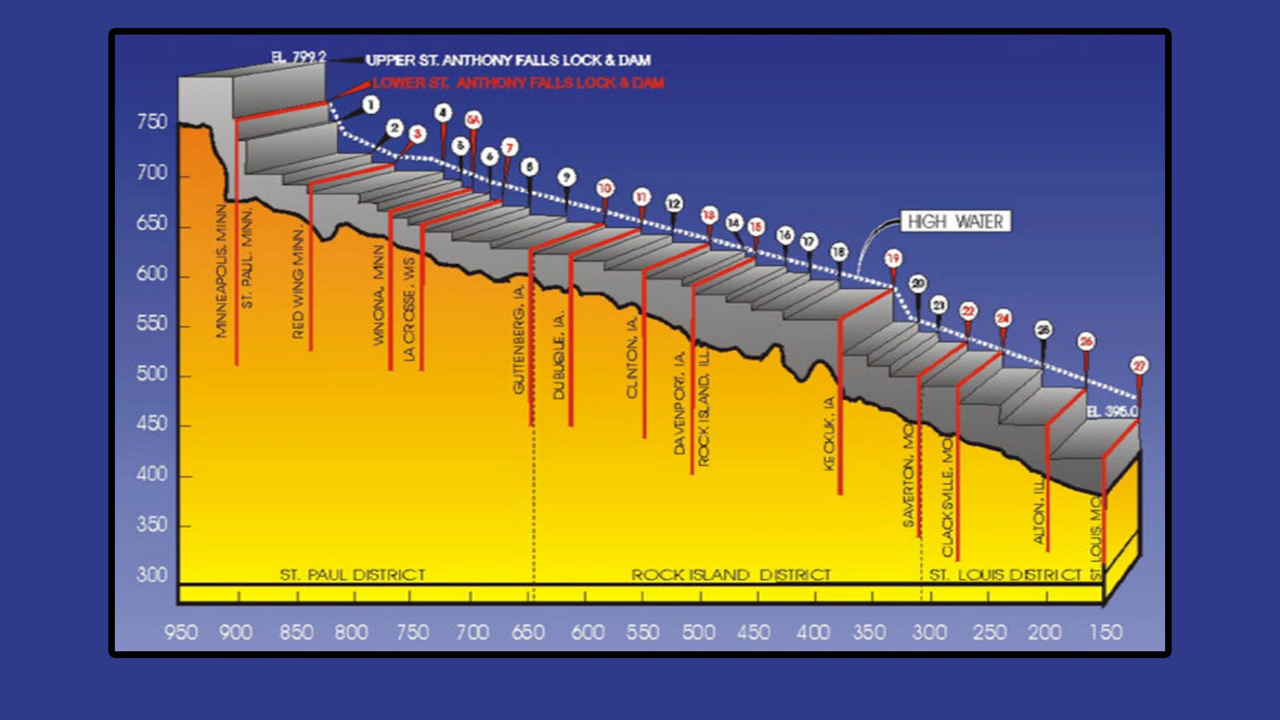 EL 799.2
UPPER ST. ANTHONY FALLS LOCK & DAM
LOWER ST. ANTHONY FALLS LOCK & DAM
1
2
3
4
5
5A
6
7
8
9
10
11
12
13
14
15
16
17
18
HIGH WATER
19
20
21
22
24
25
26
27
EL 395.0
750
700
650
600
550
500
450
400
350
300
MINNEAPOLIS, MINN.
ST. PAUL. MINN.
RED WING MINN.
WINONA, MINN
LA CROSSE, WIS
GUTTENBERG, IA.
DUBUQUE, IA.
CLINTON, IA.
DAVENPORT, IA.
ROCK ISLAND, ILL
KEOKUK, IA
SAVERTON, MO
CLACKSVILLE, MO
ALTON, ILL
ST LOUIS MO
ST. PAUL DISTRICT
ROCK ISLAND DISTRICT
ST. LOUIS DISTRICT
950 900 850 800 750 700 650 600 550 500 450 400 350 300 250 200 150